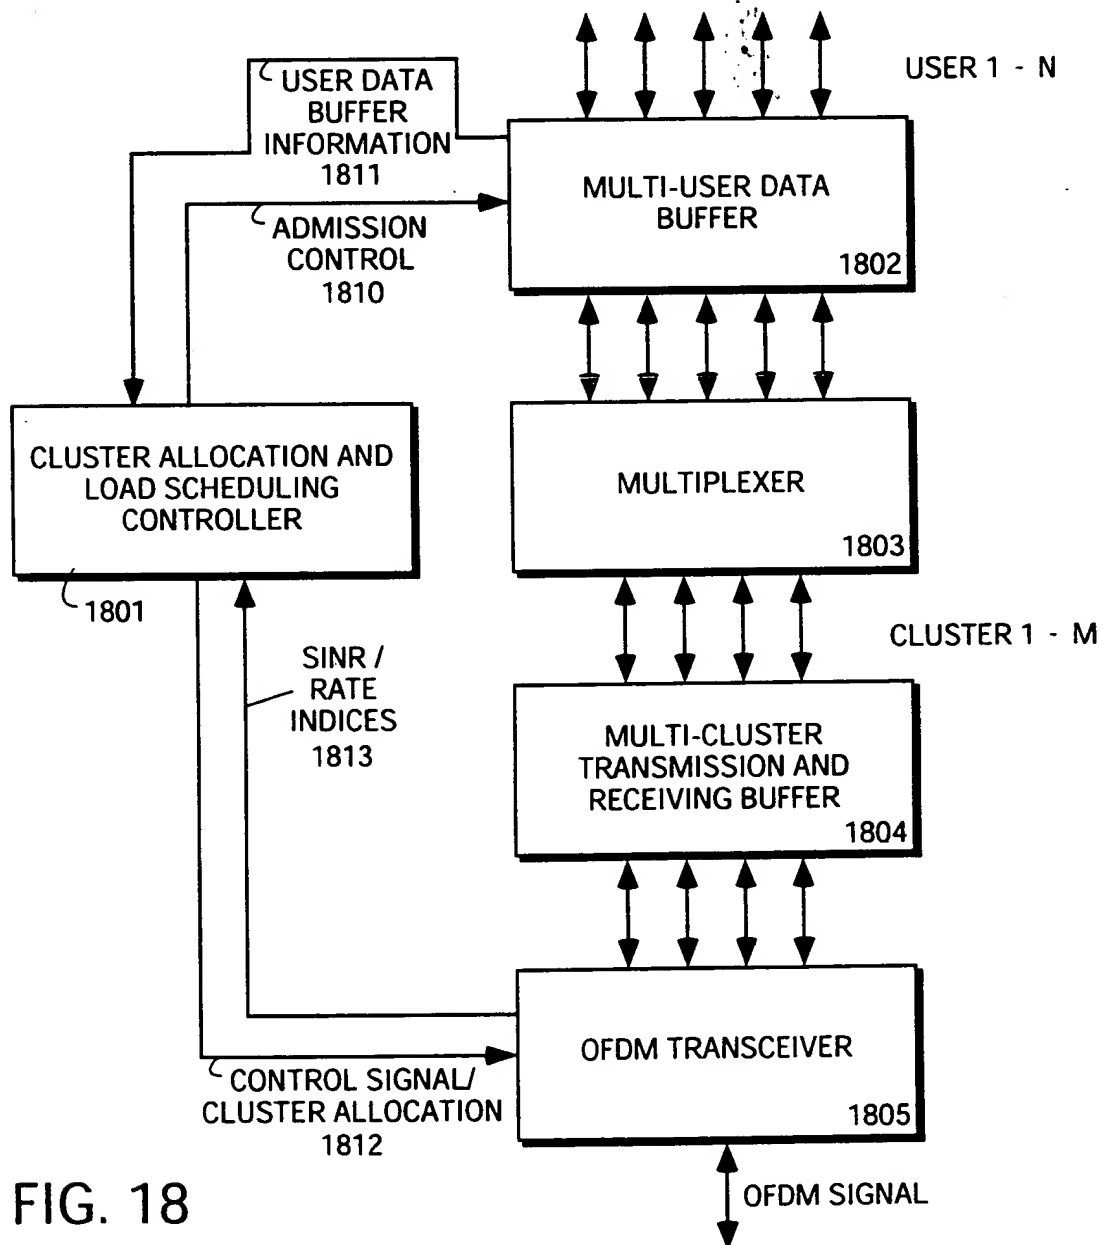 USER 1 - N
USER DATA
BUFFER
INFORMATION
1811
MULTI-USER DATA
BUFFER
1802
ADMISSION
CONTROL
1810
CLUSTER ALLOCATION AND
LOAD SCHEDULING
CONTROLLER
1801
MULTIPLEXER
1803
CLUSTER 1 - M
SINR /
RATE
INDICES
1813
MULTI-CLUSTER
TRANSMISSION AND
RECEIVING BUFFER
1804
OFDM TRANSCEIVER
1805
CONTROL SIGNAL/
CLUSTER ALLOCATION
1812
OFDM SIGNAL
FIG. 18